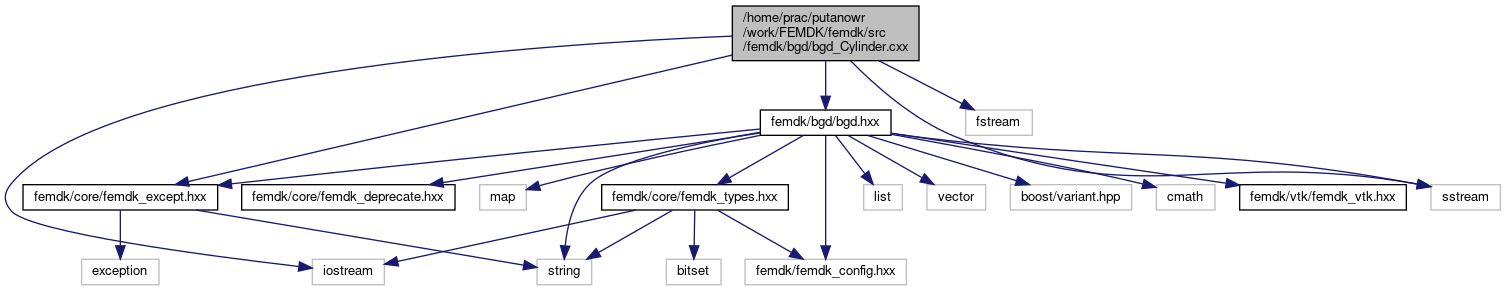 /home/prac/putanowr
/work/FEMDK/femdk/src
/femdk/bgd/bgd_Cylinder.cxx
femdk/bgd/bgd.hxx
fstream
femdk/core/femdk_except.hxx
femdk/core/femdk_deprecate.hxx
map
femdk/core/femdk_types.hxx
list
vector
boost/variant.hpp
cmath
femdk/vtk/femdk_vtk.hxx
sstream
exception
iostream
string
bitset
femdk/femdk_config.hxx